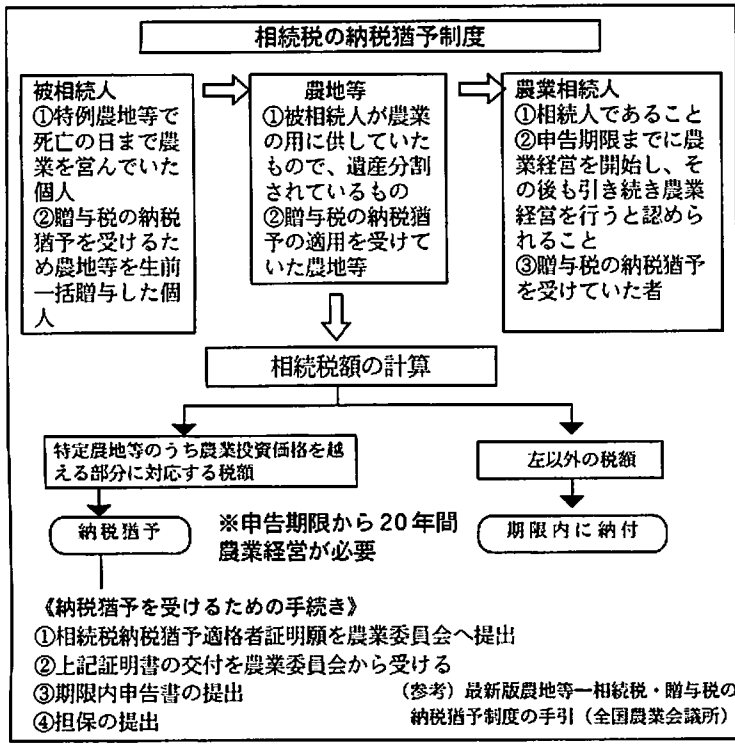 相続税の納税猶予制度
被相続人
①特例農地等で
死亡の日まで農
業を営んでいた
個人
②贈与税の納税
猶予を受けるた
め農地等を生前
一括贈与した個
人
農地等
①被相続人が農業
の用に供していた
もので、遺産分割
されているもの
②贈与税の納税猶
予の適用を受けて
いた農地等
農業相続人
①相続人であること
②申告期限までに農
業経営を開始し、そ
の後も引き続き農業
経営を行うと認めら
れること
③贈与税の納税猶予
を受けていた者
相続税額の計算
特定農地等のうち農業投資価格を越
える部分に対応する税額
左以外の税額
納税猶予
※申告期限から20年間
農業経営が必要
期限内に納付
《納税猶予を受けるための手続き》
①相続税納税猶予適格者証明願を農業委員会へ提出
②上記証明書の交付を農業委員会から受ける
③期限内申告書の提出
④担保の提出
(参考)最新版農地等一相続税・贈与税の
納税猶予制度の手引(全国農業会議所)